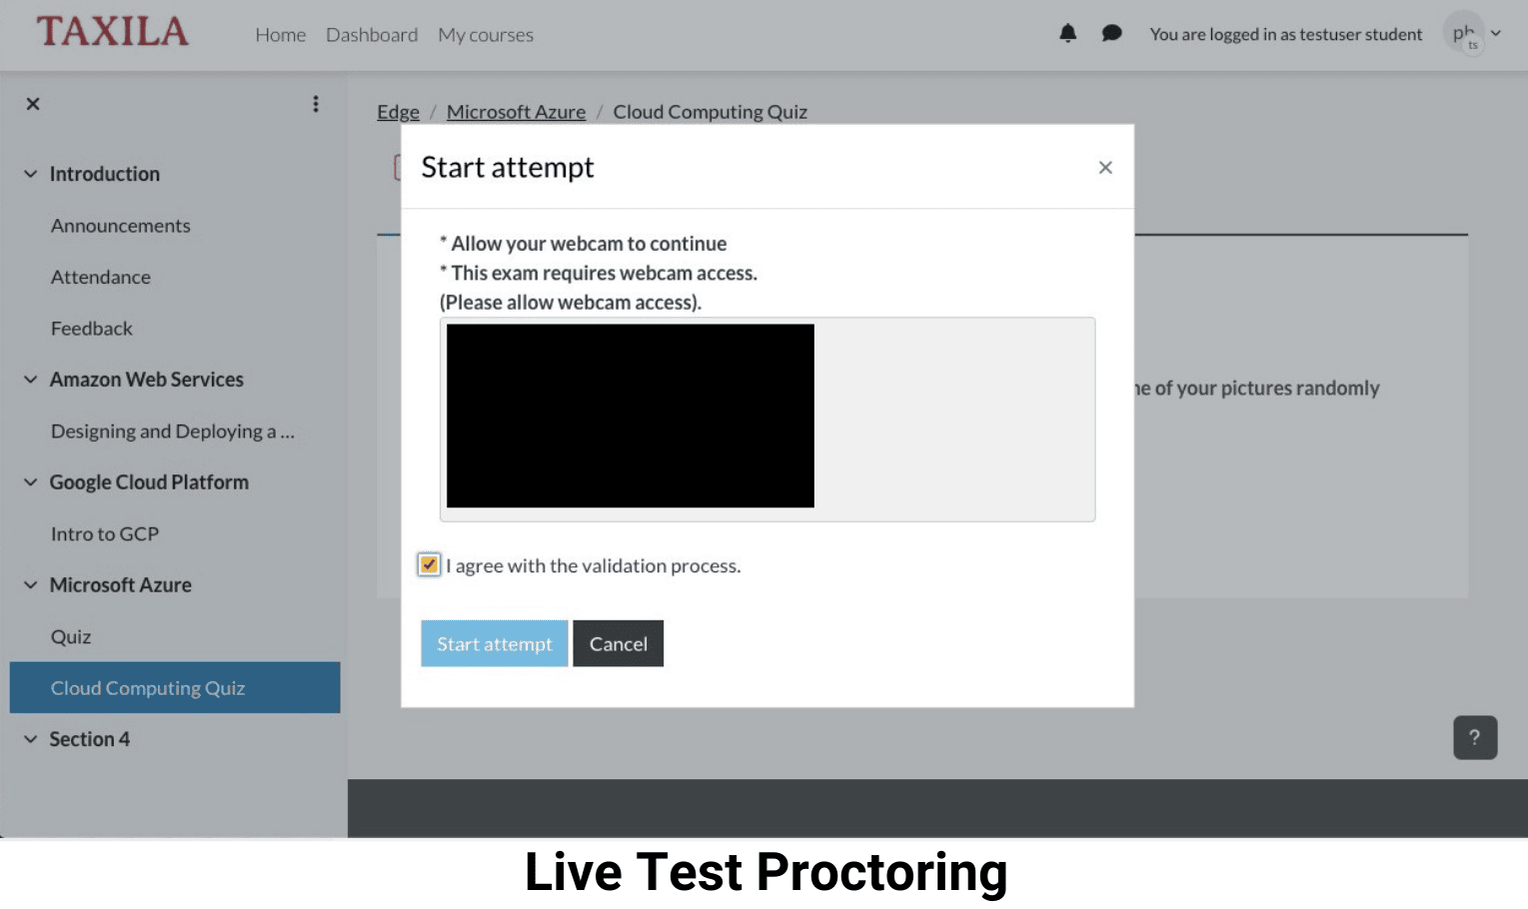 TAXILA
Home Dashboard My courses
You are logged in as testuser student
ph
ts
Edge / Microsoft Azure / Cloud Computing Quiz
Introduction
Announcements
Attendance
Feedback
Amazon Web Services
Designing and Deploying a ...
Google Cloud Platform
Intro to GCP
Microsoft Azure
Quiz
Cloud Computing Quiz
Section 4
Start attempt
×
* Allow your webcam to continue
* This exam requires webcam access.
(Please allow webcam access).
of your pictures randomly
I agree with the validation process.
Start attempt Cancel
?
Live Test Proctoring